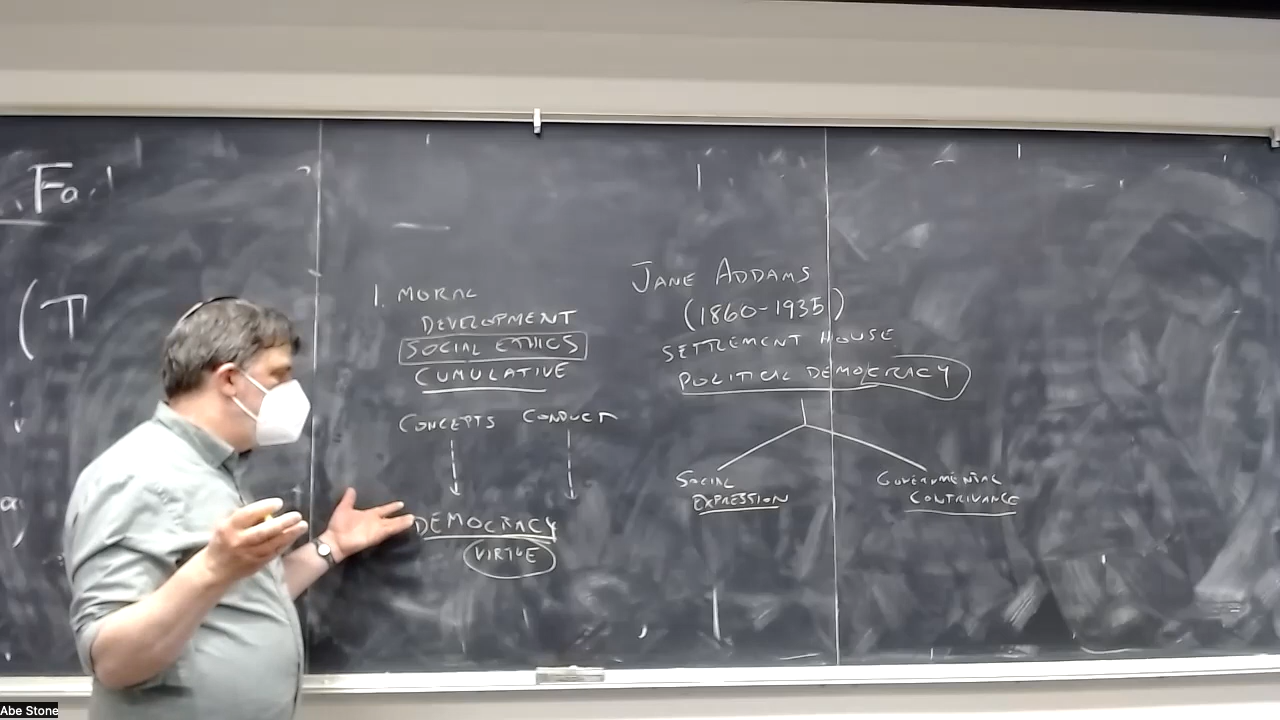 Fa
(T
1. MORAL
DEVELOPMENT
SOCIAL ETHICS
CUMULATIVE
CONCEPTS CONDUCT
DEMOCRACY
VIRTUE
JANE ADDAMS
(1860-1935)
SETTLEMENT HOUSE
POLITICAL DEMOCRACY
SOCIAL
EXPRESSION
GOVERNMENTAL
CONTRIVANCE
Abe Stone